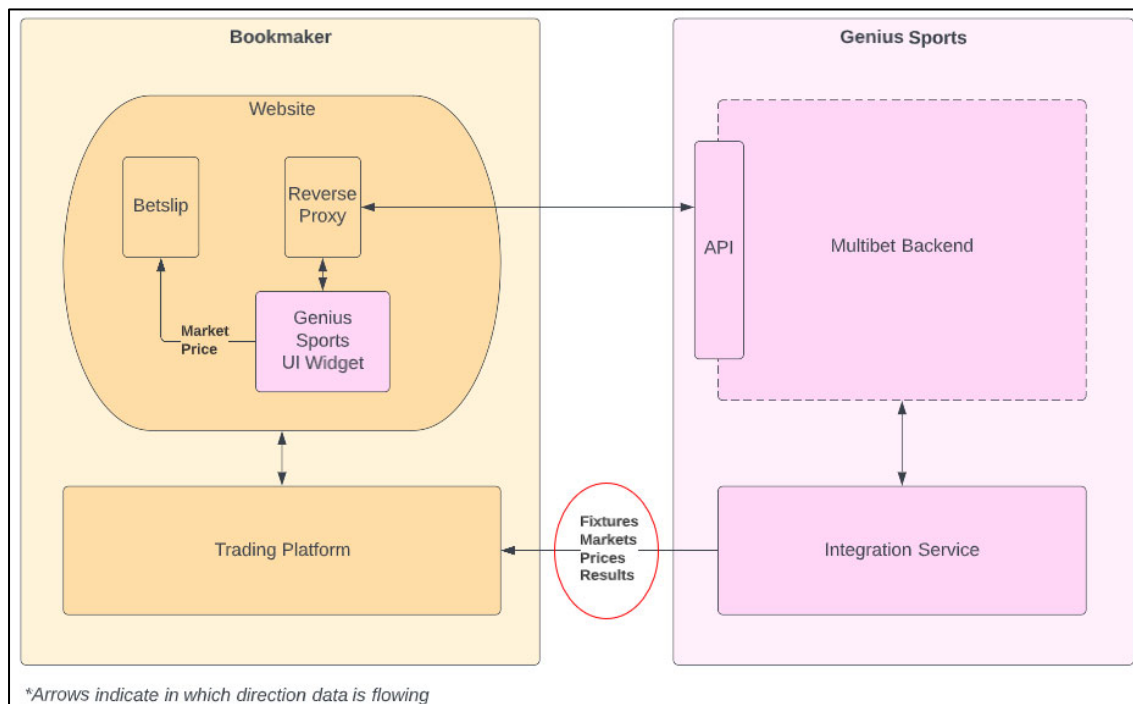 Bookmaker
Genius Sports
Website
Betslip
Reverse
Proxy
API
Multibet Backend
Market
Price
Genius
Sports
UI Widget
Trading Platform
Fixtures
Markets
Prices
Results
Integration Service
*Arrows indicate in which direction data is flowing